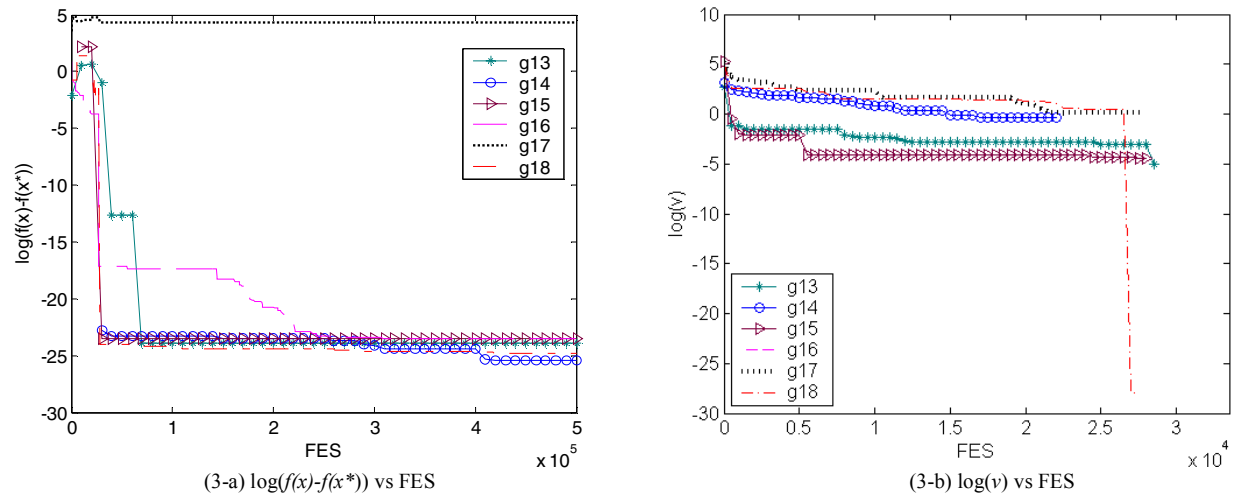 5
0
-5
-10
-15
-20
-25
-30
log(f(x)-f(x*))
g13
g14
g15
g16
g17
g18
0 1 2 3 4 5
FES
x 10^5
(3-a) log(f(x)-f(x*)) vs FES
10
5
0
-5
-10
-15
-20
-25
-30
log(v)
g13
g14
g15
g16
g17
g18
0 0.5 1 1.5 2 2.5 3
FES
x 10^4
(3-b) log(v) vs FES